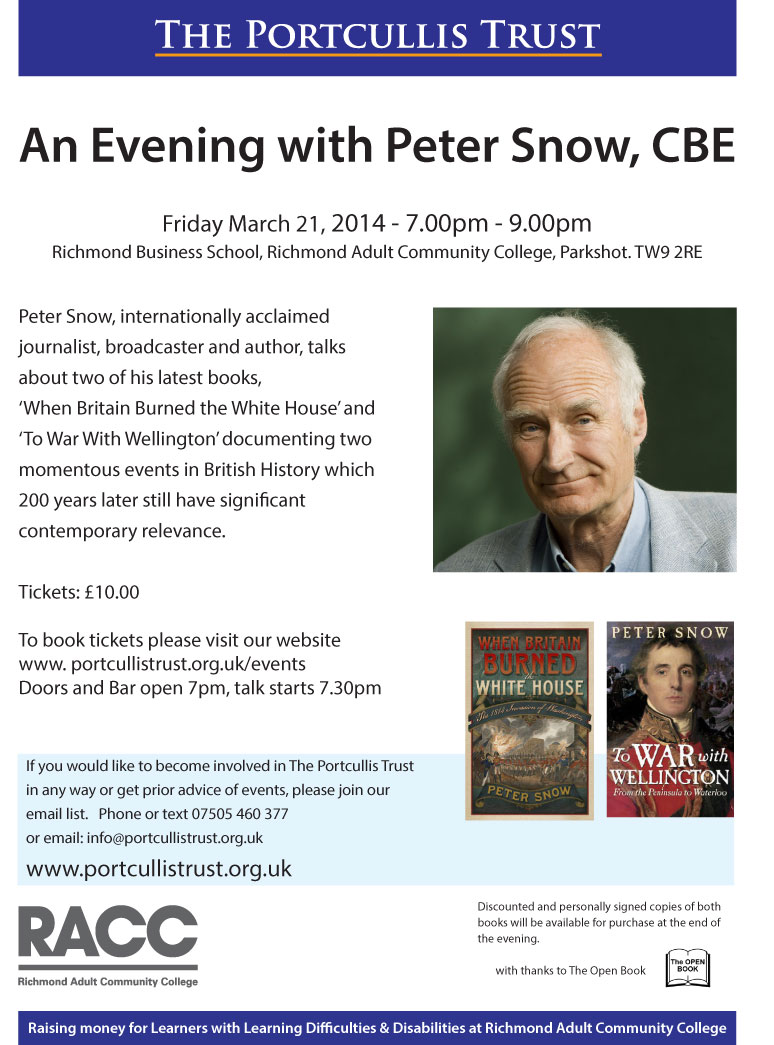 THE PORTCULLIS TRUST
An Evening with Peter Snow, CBE
Friday March 21, 2014 - 7.00pm - 9.00pm
Richmond Business School, Richmond Adult Community College, Parkshot. TW9 2RE
Peter Snow, internationally acclaimed
journalist, broadcaster and author, talks
about two of his latest books,
‘When Britain Burned the White House’ and
‘To War With Wellington’ documenting two
momentous events in British History which
200 years later still have significant
contemporary relevance.
Tickets: £10.00
To book tickets please visit our website
www. portcullistrust.org.uk/events
Doors and Bar open 7pm, talk starts 7.30pm
WHEN BRITAIN
BURNED
the
WHITE HOUSE
The 1814 Invasion of Washington
PETER SNOW
PETER SNOW
To WAR with
WELLINGTON
From the Peninsula to Waterloo
If you would like to become involved in The Portcullis Trust
in any way or get prior advice of events, please join our
email list. Phone or text 07505 460 377
or email: info@portcullistrust.org.uk
www.portcullistrust.org.uk
RACC
Richmond Adult Community College
Discounted and personally signed copies of both
books will be available for purchase at the end of
the evening.
with thanks to The Open Book
The OPEN
BOOK
Raising money for Learners with Learning Difficulties & Disabilities at Richmond Adult Community College